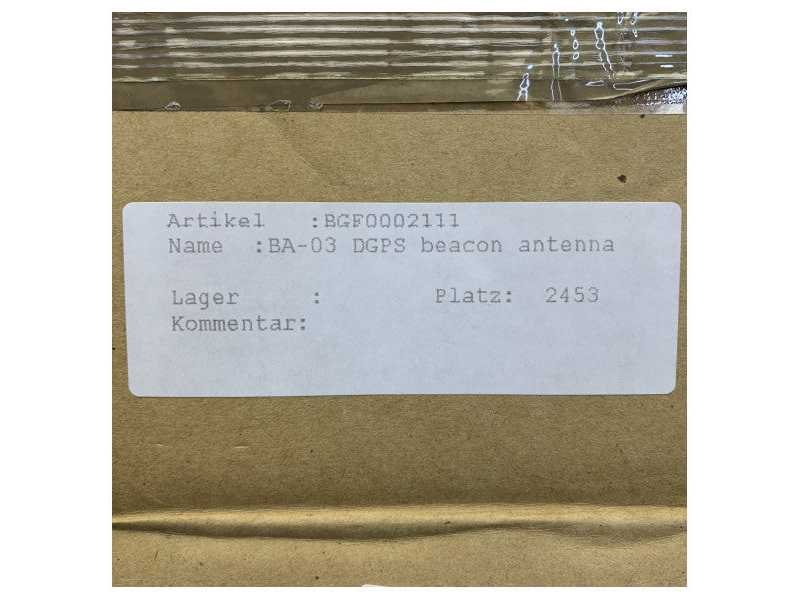 Artikel :BGF0002111
Name :BA-03 DGPS beacon antenna
Lager : Platz: 2453
Kommentar: